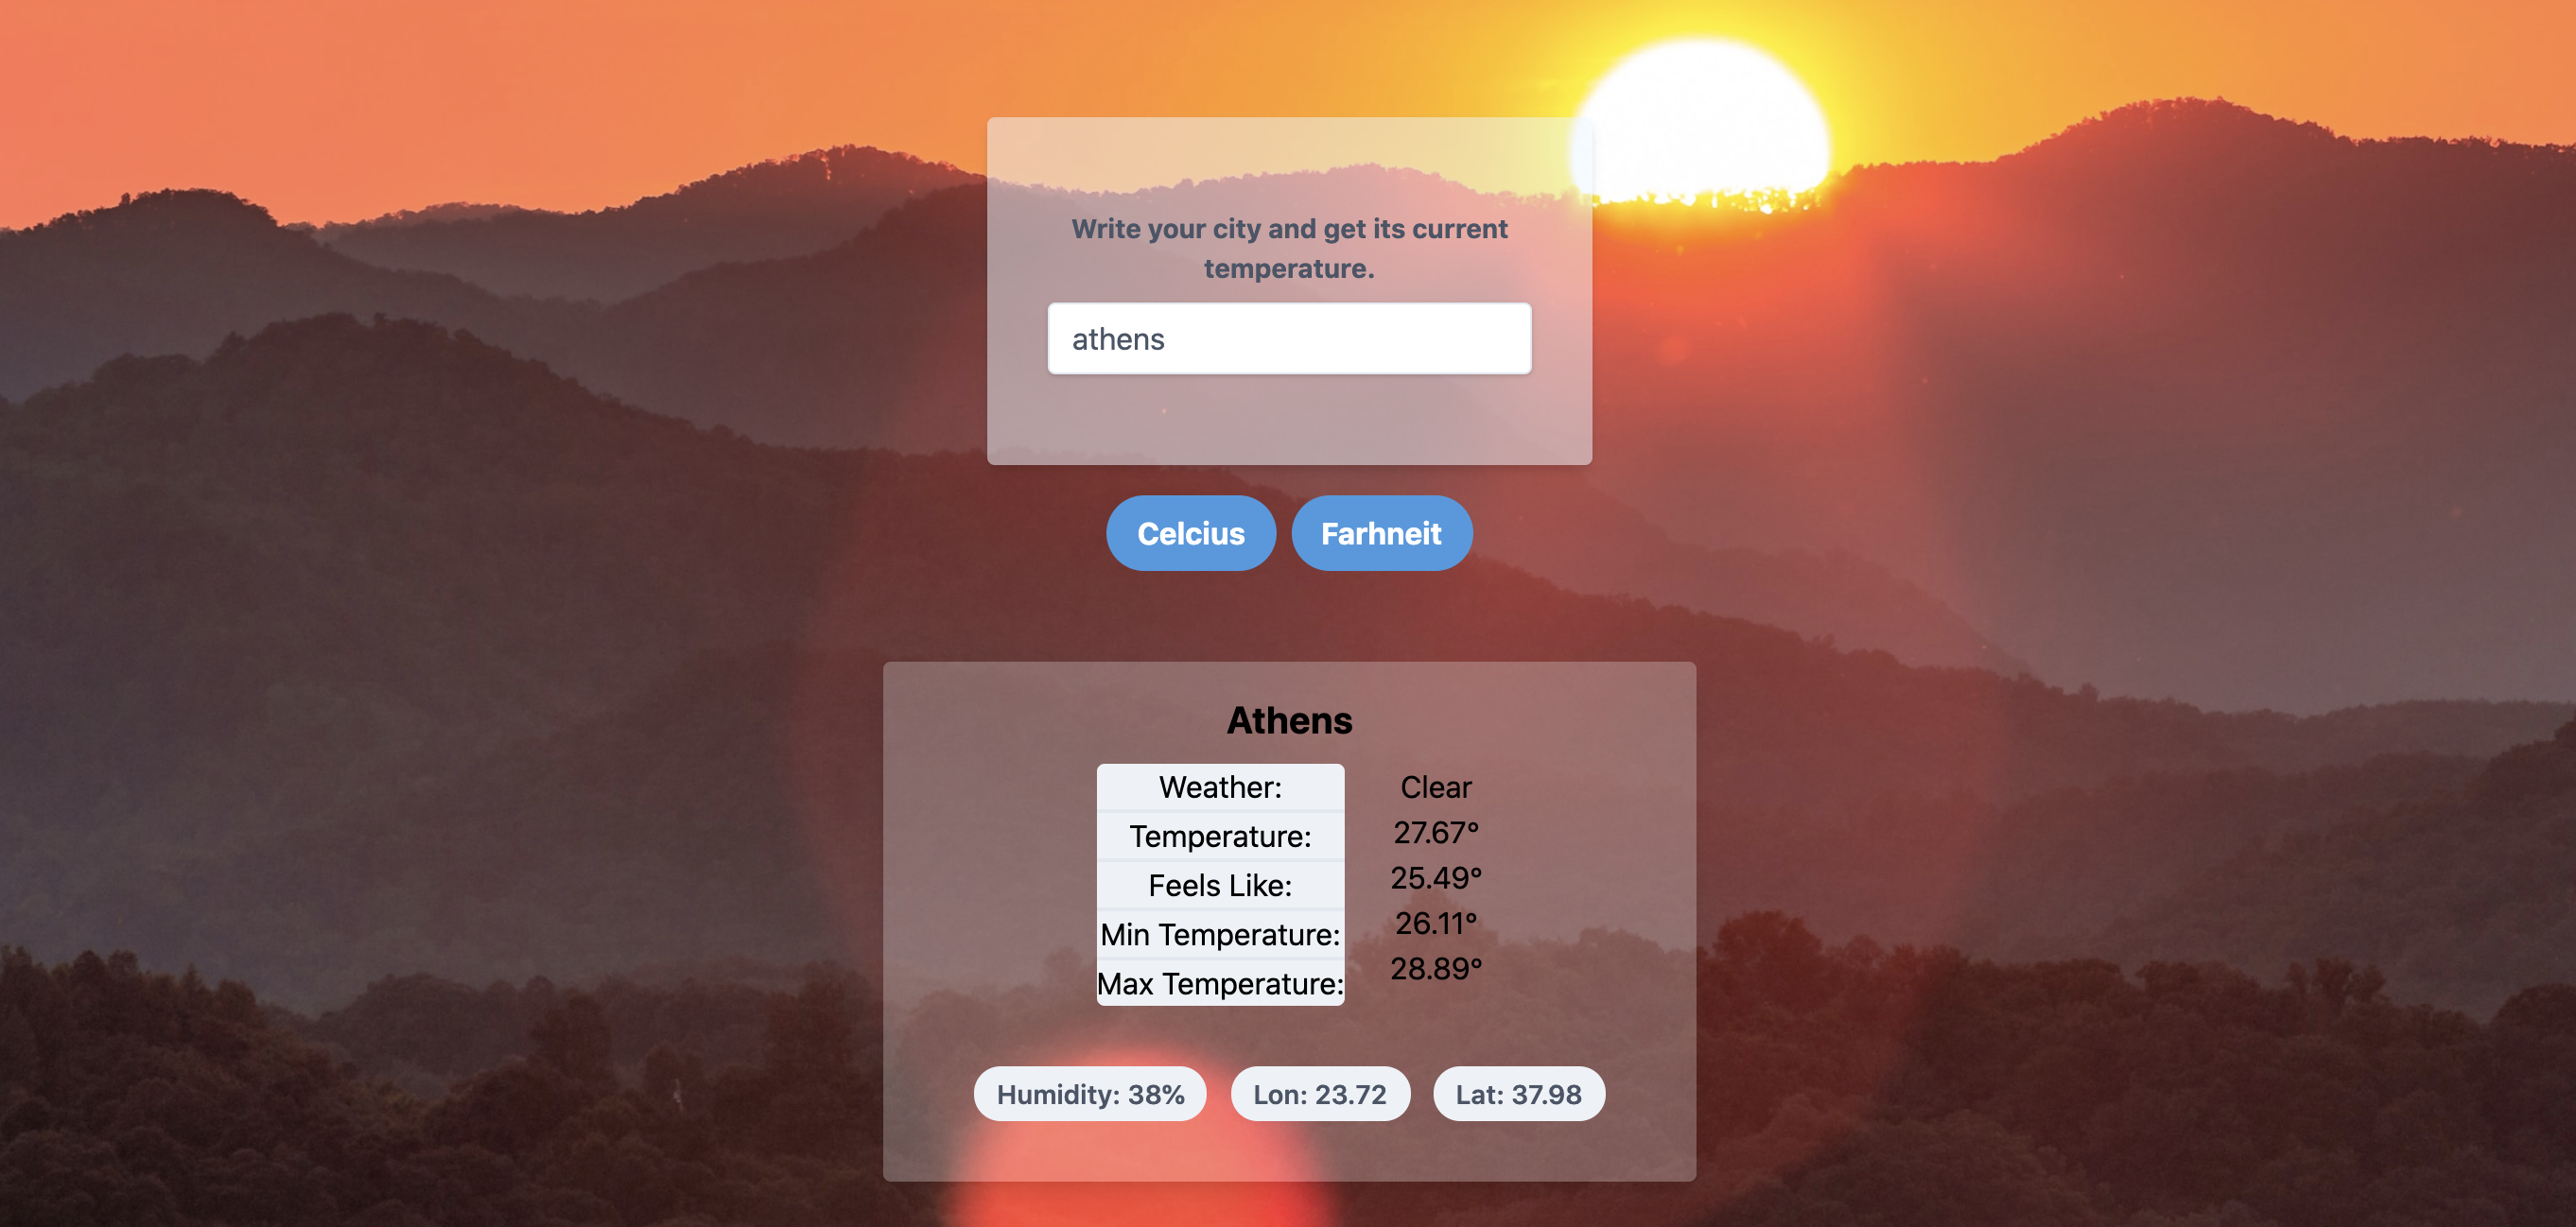 Write your city and get its current
temperature.
athens
Celcius Farhneit
Athens
Weather: Clear
Temperature: 27.67°
Feels Like: 25.49°
Min Temperature: 26.11°
Max Temperature: 28.89°
Humidity: 38% Lon: 23.72 Lat: 37.98